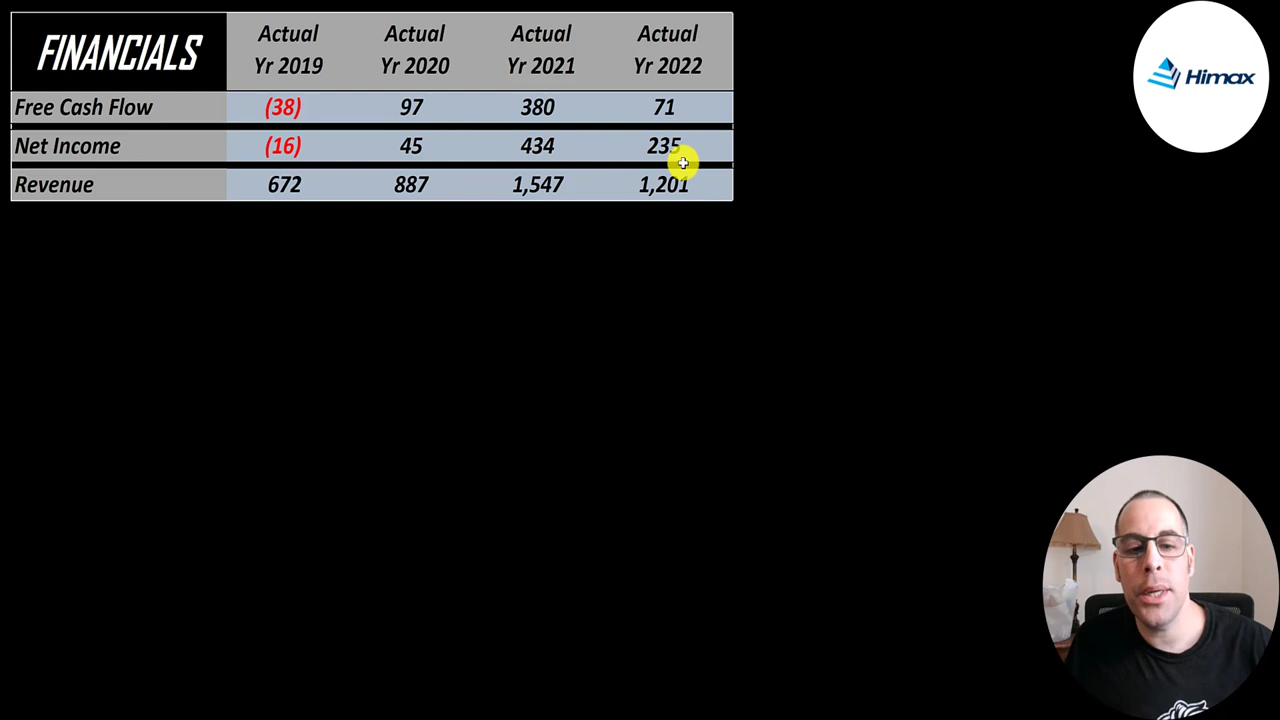 FINANCIALS
Actual Yr 2019
Actual Yr 2020
Actual Yr 2021
Actual Yr 2022
Free Cash Flow (38) 97 380 71
Net Income (16) 45 434 235
Revenue 672 887 1,547 1,201
Himax